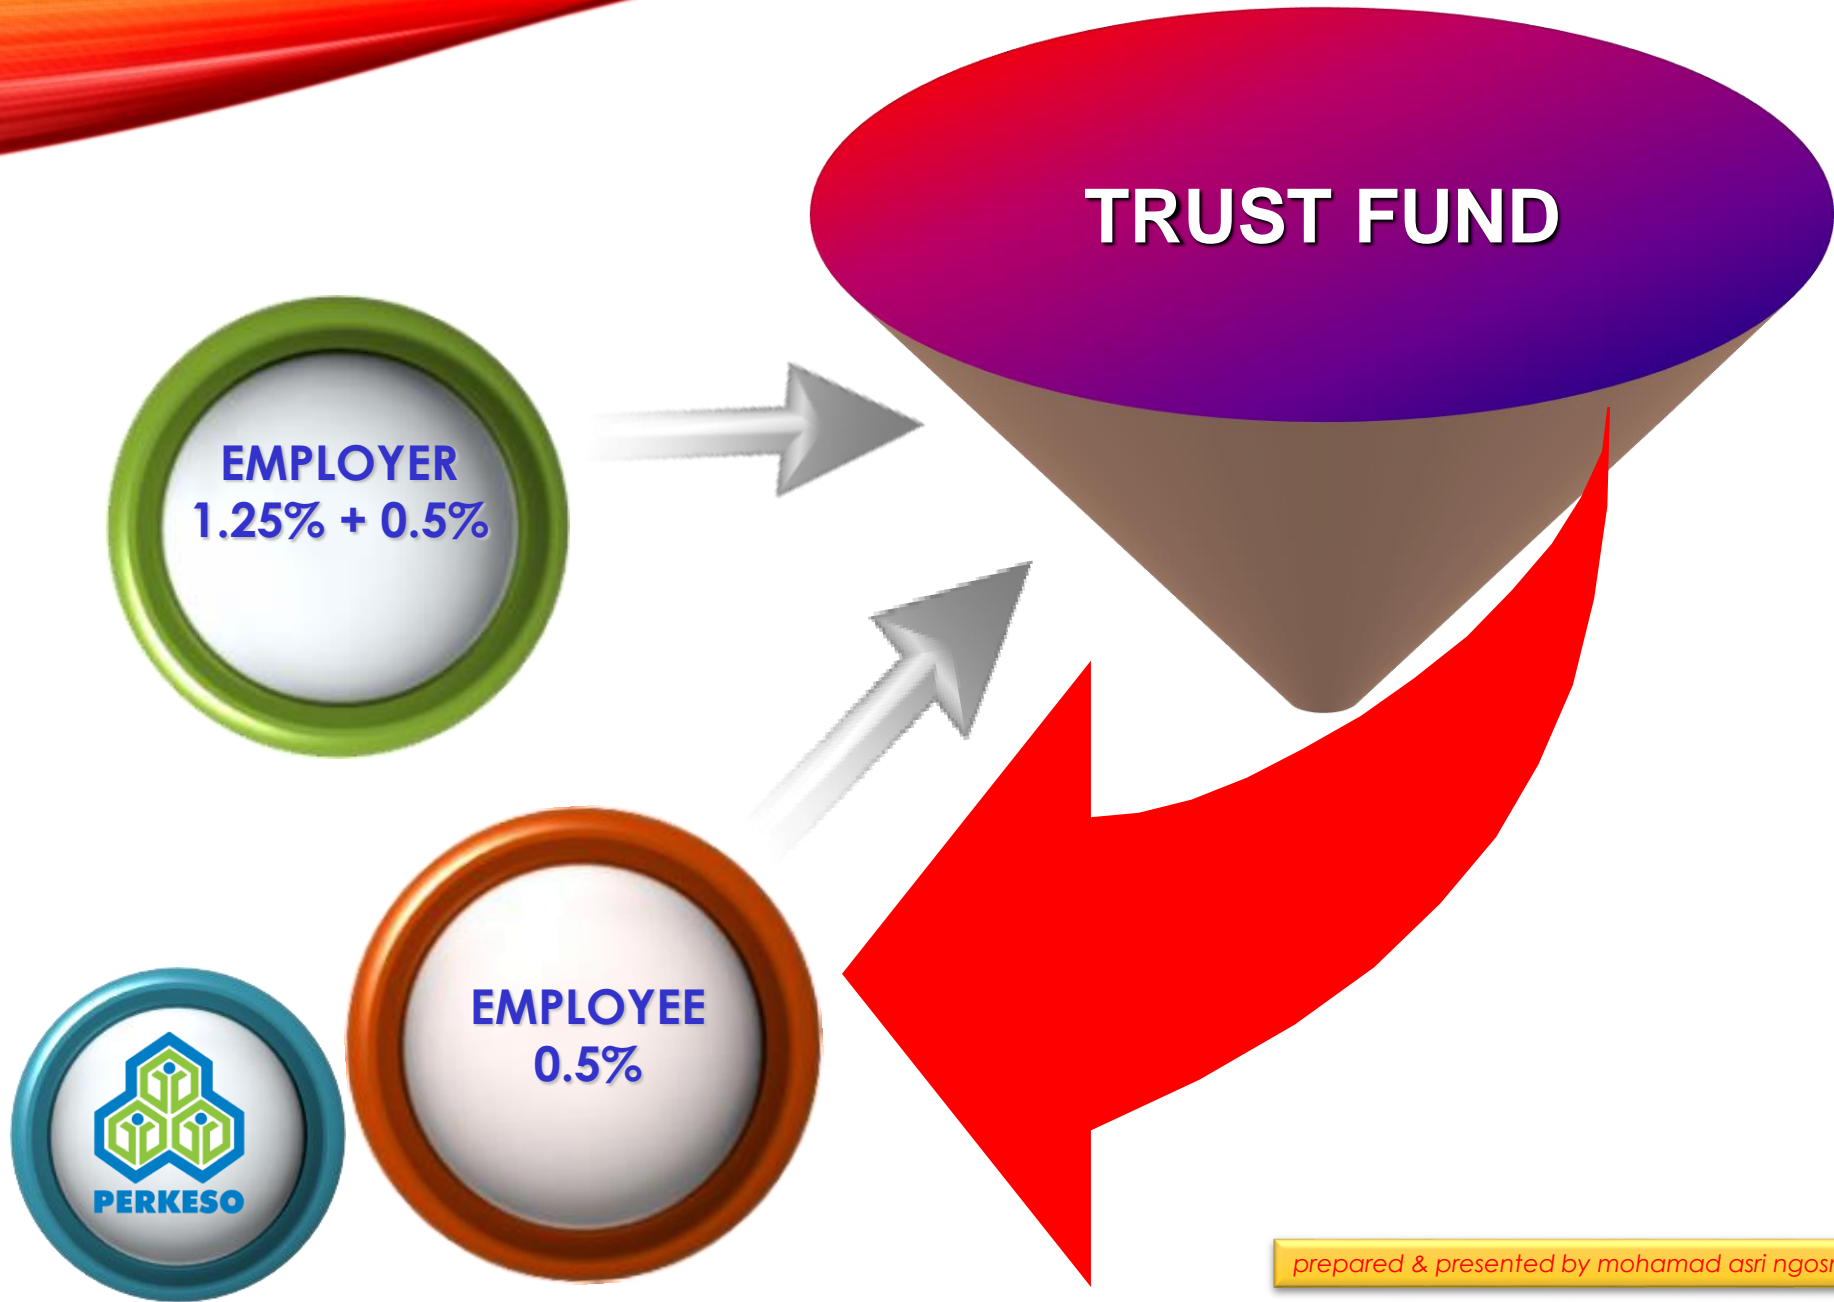 TRUST FUND
EMPLOYER
1.25% + 0.5%
EMPLOYEE
0.5%
PERKESO
prepared & presented by mohamad asri